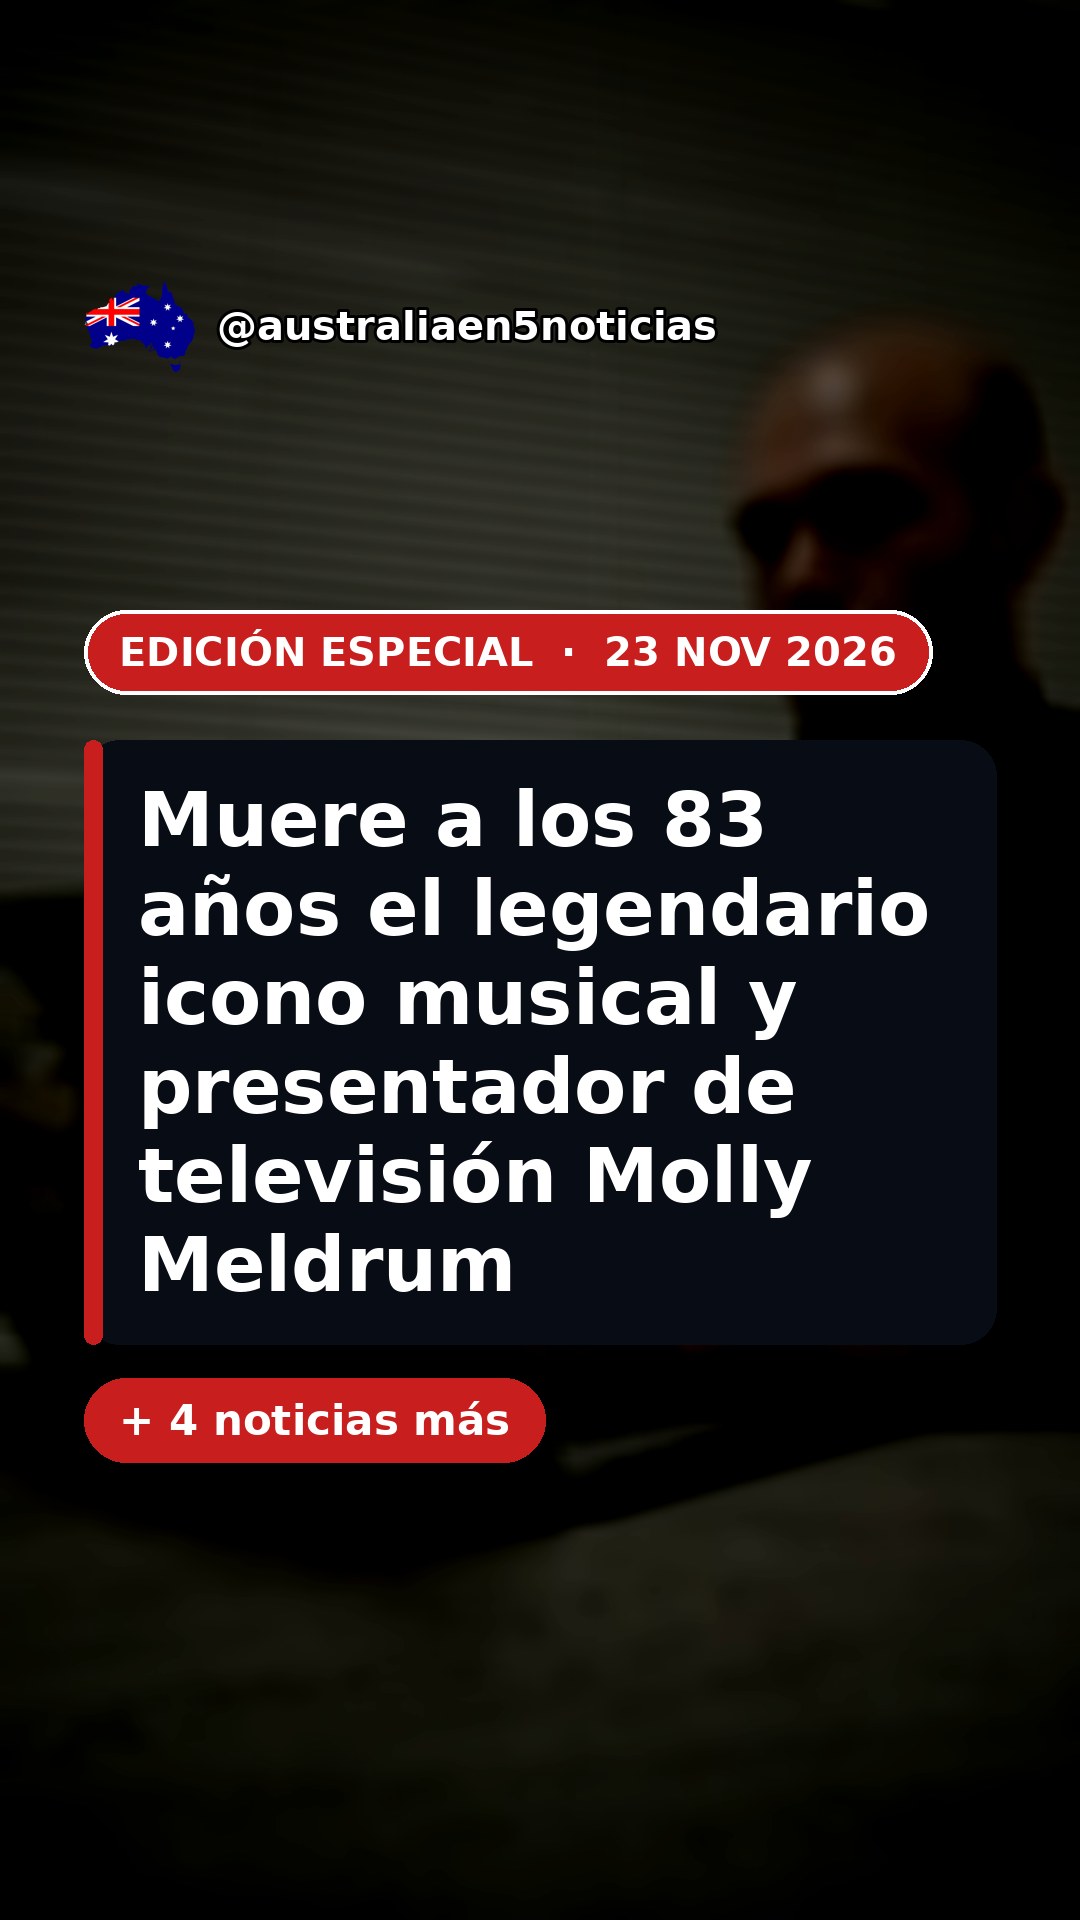 @australiaen5noticias
EDICIÓN ESPECIAL · 23 NOV 2026
Muere a los 83
años el legendario
icono musical y
presentador de
televisión Molly
Meldrum
+ 4 noticias más